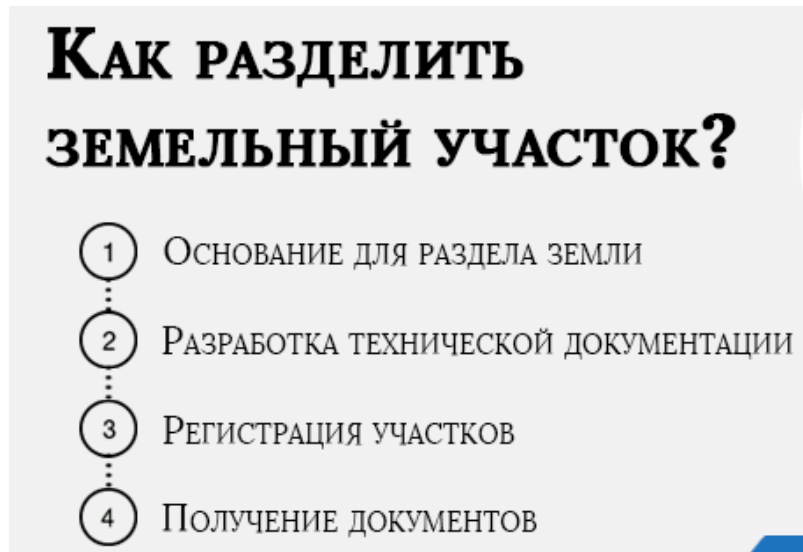 Как разделить
земельный участок?
1 Основание для раздела земли
2 Разработка технической документации
3 Регистрация участков
4 Получение документов